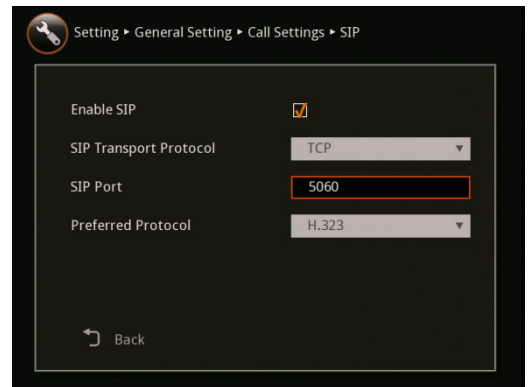 Setting ▸ General Setting ▸ Call Settings ▸ SIP
Enable SIP
SIP Transport Protocol TCP
SIP Port 5060
Preferred Protocol H.323
Back